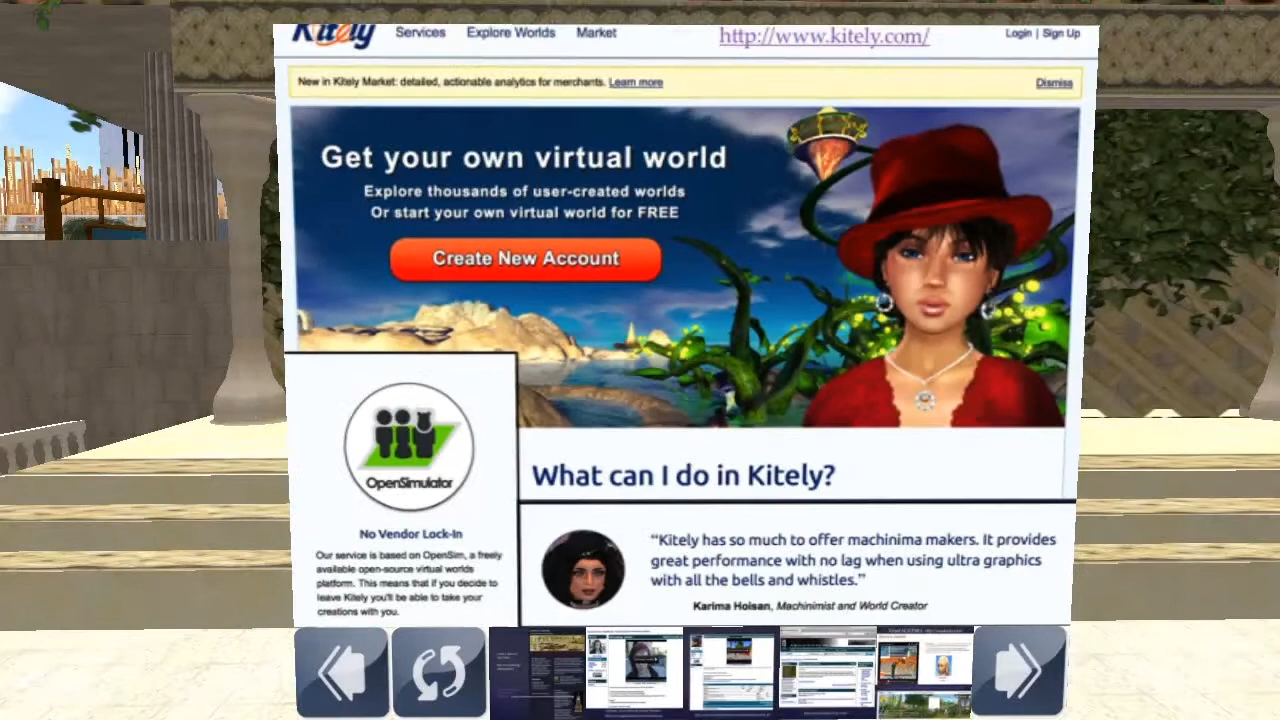 Kitely
Services
Explore Worlds
Market
http://www.kitely.com/
Login | Sign Up
New in Kitely Market: detailed, actionable analytics for merchants. Learn more
Dismiss
Get your own virtual world
Explore thousands of user-created worlds
Or start your own virtual world for FREE
Create New Account
OpenSimulator
No Vendor Lock-In
Our service is based on OpenSim, a freely
available open-source virtual worlds
platform. This means that if you decide to
leave Kitely you'll be able to take your
creations with you.
What can I do in Kitely?
“Kitely has so much to offer machinima makers. It provides
great performance with no lag when using ultra graphics
with all the bells and whistles.”
Karima Hoisan, Machinimist and World Creator